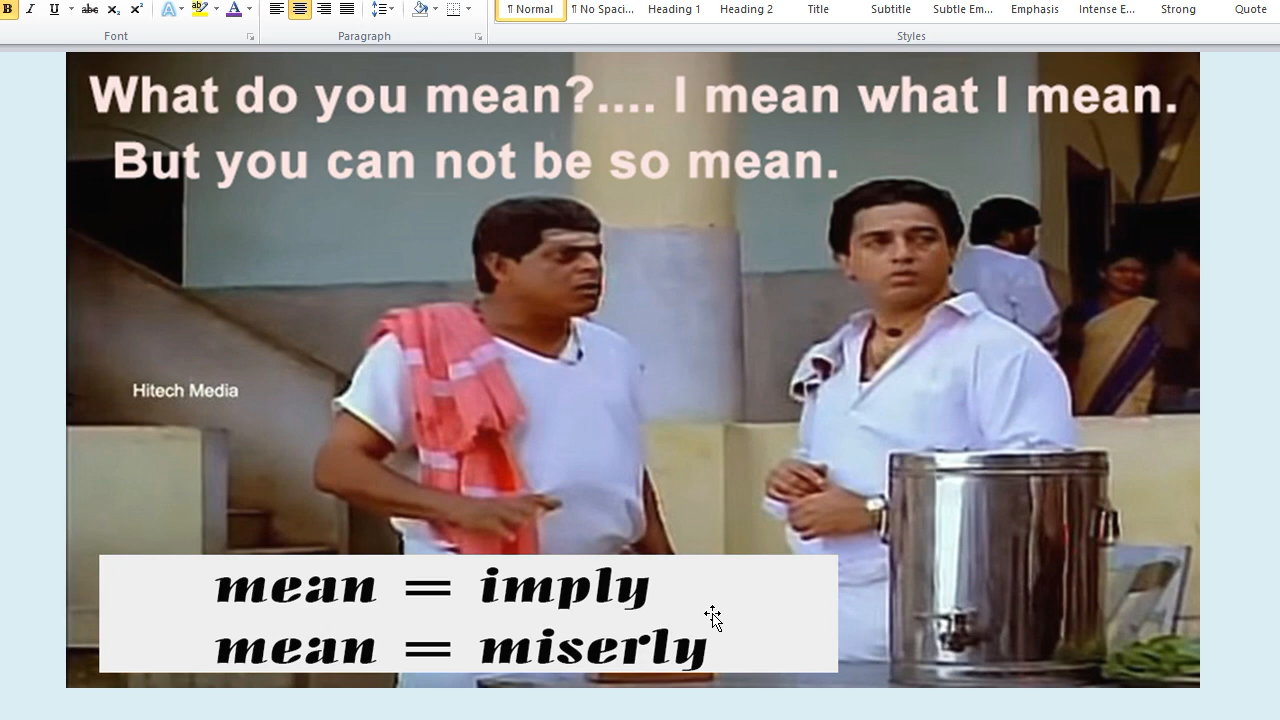 B I U abc x₂ x² A ab A
¶ Normal ¶ No Spaci... Heading 1 Heading 2 Title Subtitle Subtle Em... Emphasis Intense E... Strong Quote
Font Paragraph Styles
What do you mean?.... I mean what I mean.
But you can not be so mean.
Hitech Media
mean = imply
mean = miserly